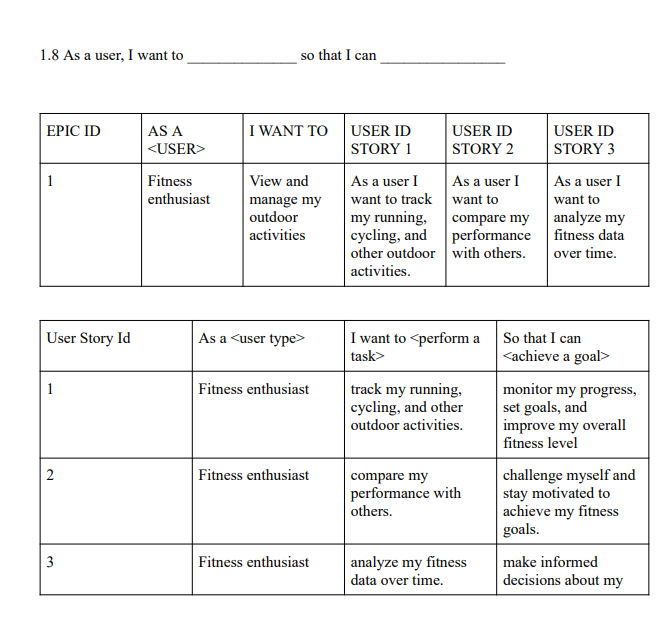 1.8 As a user, I want to _______________ so that I can _________________
EPIC ID
AS A
<USER>
I WANT TO
USER ID
STORY 1
USER ID
STORY 2
USER ID
STORY 3
1
Fitness
enthusiast
View and
manage my
outdoor
activities
As a user I
want to track
my running,
cycling, and
other outdoor
activities.
As a user I
want to
compare my
performance
with others.
As a user I
want to
analyze my
fitness data
over time.
User Story Id
As a <user type>
I want to <perform a
task>
So that I can
<achieve a goal>
1
Fitness enthusiast
track my running,
cycling, and other
outdoor activities.
monitor my progress,
set goals, and
improve my overall
fitness level
2
Fitness enthusiast
compare my
performance with
others.
challenge myself and
stay motivated to
achieve my fitness
goals.
3
Fitness enthusiast
analyze my fitness
data over time.
make informed
decisions about my